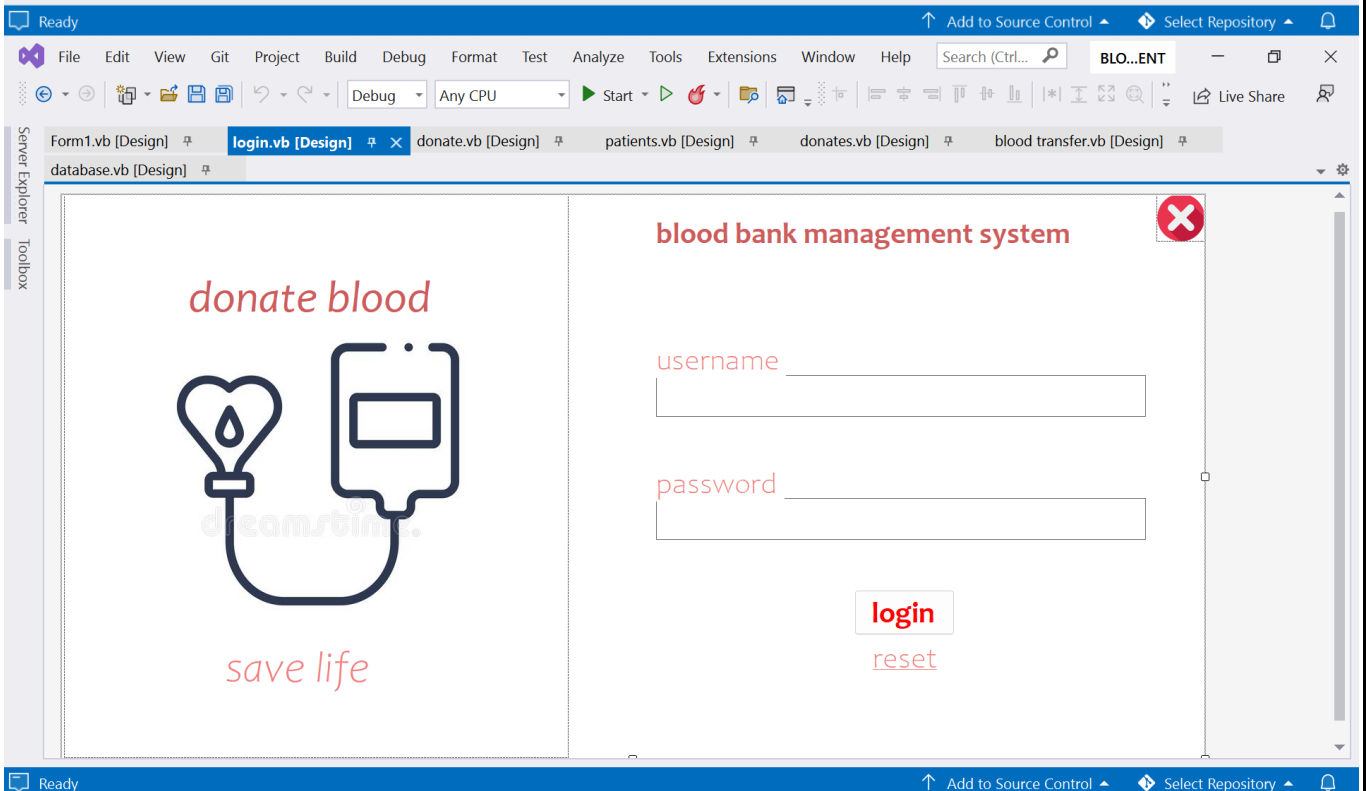 Ready Add to Source Control Select Repository
File Edit View Git Project Build Debug Format Test Analyze Tools Extensions Window Help Search (Ctrl... BLO...ENT
Debug Any CPU Start Live Share
Server Explorer
Toolbox
Form1.vb [Design] login.vb [Design] donate.vb [Design] patients.vb [Design] donates.vb [Design] blood transfer.vb [Design]
database.vb [Design]
donate blood
dreamstime.
save life
blood bank management system
username
password
login
reset
Ready Add to Source Control Select Repository